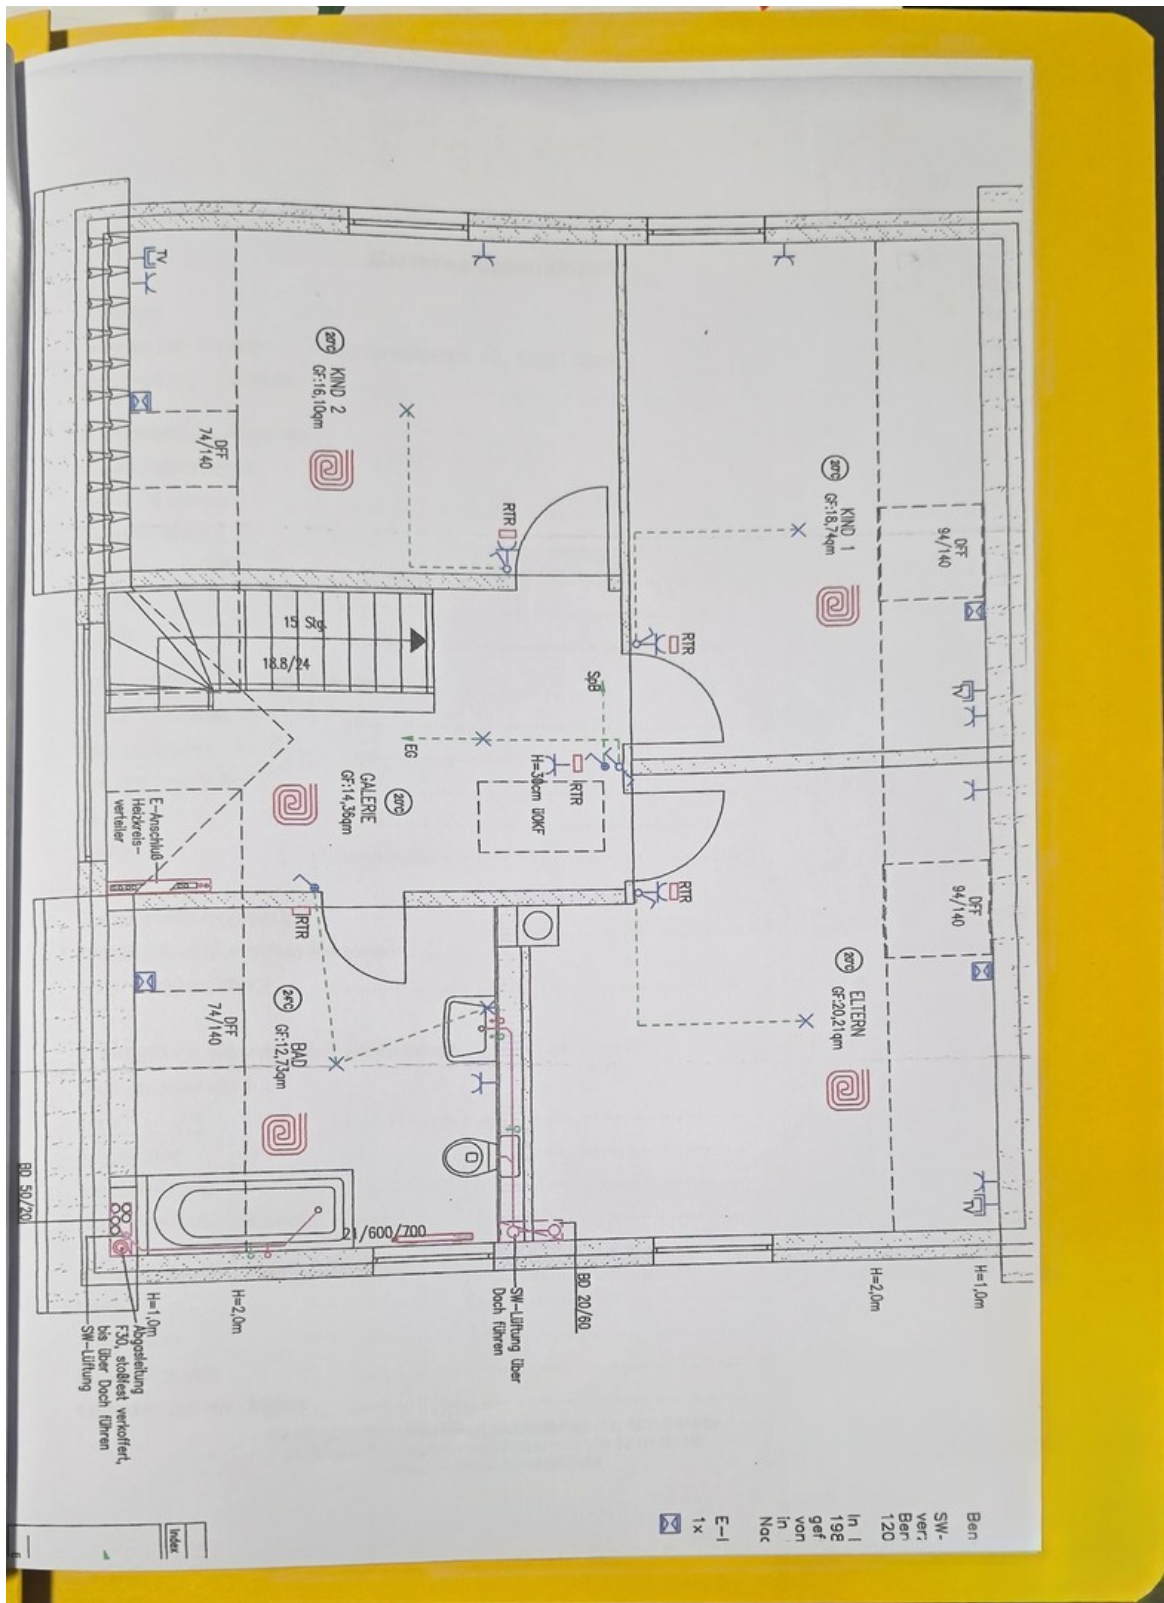 TV
20°C
KIND 2
GF:16,10qm
DFF
74/140
RTR
20°C
KIND 1
GF:18,74qm
DFF
94/140
RTR
TV
15 Stg.
18.8/24
SpB
EG
H=30cm ÜOKF
RTR
20°C
GALERIE
GF:14,36qm
E-Anschluß
Heizkreis-
verteiler
RTR
RTR
DFF
94/140
20°C
ELTERN
GF:20,21qm
TV
24°C
BAD
GF:12,73qm
DFF
74/140
21/600/700
BD 50/20
BD 20/60
H=1,0m
H=2,0m
H=2,0m
H=1,0m
SW-Lüftung über
Dach führen
Abgasleitung
F30, stoßfest verkoffert,
bis über Dach führen
SW-Lüftung
Ben
SW-
ver
Ber
120
In
198
gef
von
in
Nac
E-
1x
Index